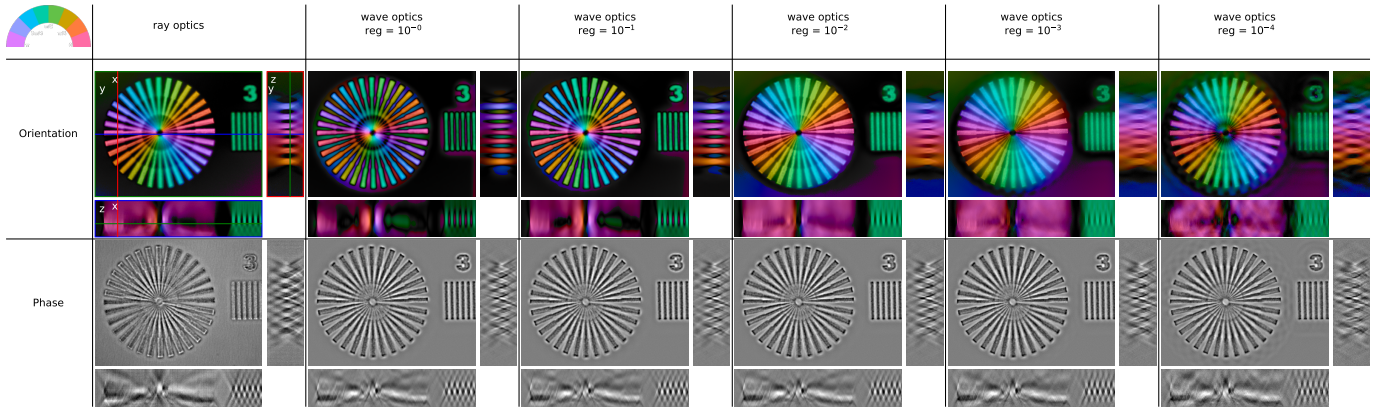 ray optics
wave optics
reg = 10⁻⁰
wave optics
reg = 10⁻¹
wave optics
reg = 10⁻²
wave optics
reg = 10⁻³
wave optics
reg = 10⁻⁴
Orientation
x
y
z
y
3
3
3
3
3
3
z x
Phase
3
3
3
3
3
3